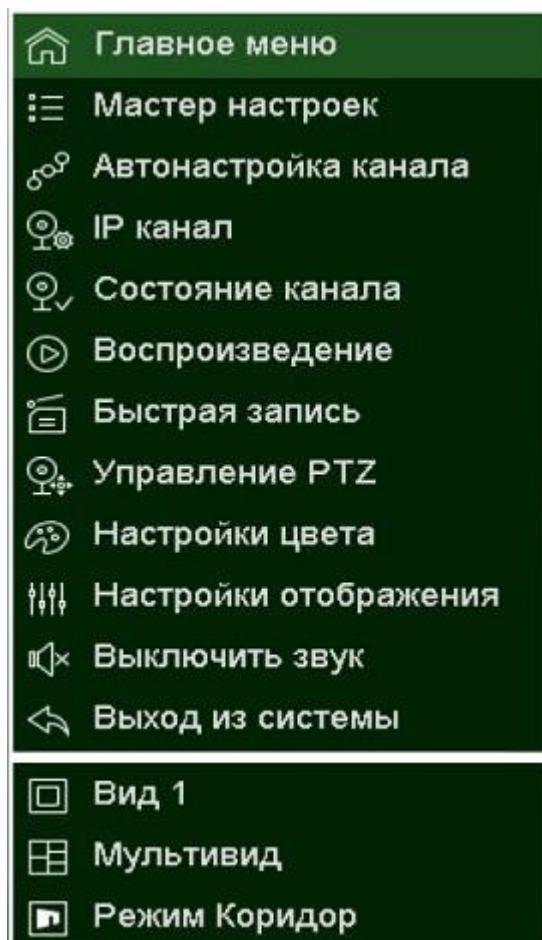 Главное меню
Мастер настроек
Автонастройка канала
IP канал
Состояние канала
Воспроизведение
Быстрая запись
Управление PTZ
Настройки цвета
Настройки отображения
Выключить звук
Выход из системы
Вид 1
Мультивид
Режим Коридор